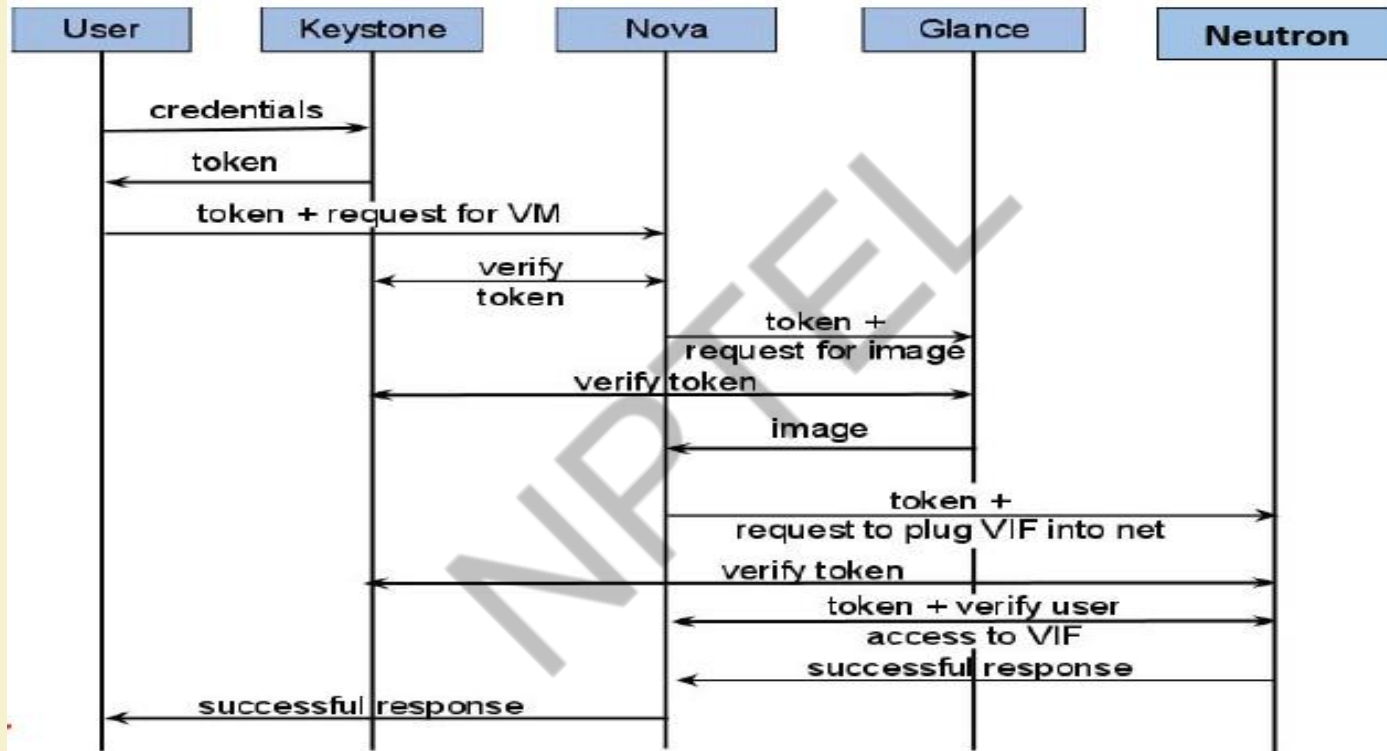 User
Keystone
Nova
Glance
Neutron
credentials
token
token + request for VM
verify
token
token +
request for image
verify token
image
token +
request to plug VIF into net
verify token
token + verify user
access to VIF
successful response
successful response
NPTEL